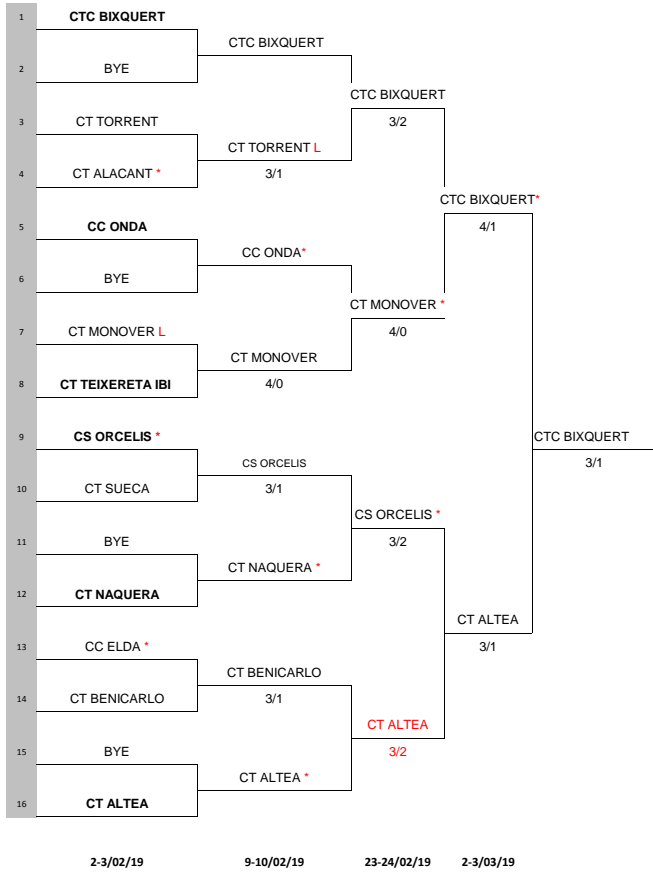 1 CTC BIXQUERT
CTC BIXQUERT
2 BYE
CTC BIXQUERT
3/2
3 CT TORRENT
CT TORRENT L
3/1
4 CT ALACANT *
CTC BIXQUERT*
4/1
5 CC ONDA
CC ONDA*
6 BYE
CT MONOVER *
4/0
7 CT MONOVER L
CT MONOVER
4/0
8 CT TEIXERETA IBI
CTC BIXQUERT
3/1
9 CS ORCELIS *
CS ORCELIS
3/1
10 CT SUECA
CS ORCELIS *
3/2
11 BYE
CT NAQUERA *
12 CT NAQUERA
CT ALTEA
3/1
13 CC ELDA *
CT BENICARLO
3/1
14 CT BENICARLO
CT ALTEA
3/2
15 BYE
CT ALTEA *
16 CT ALTEA
2-3/02/19 9-10/02/19 23-24/02/19 2-3/03/19